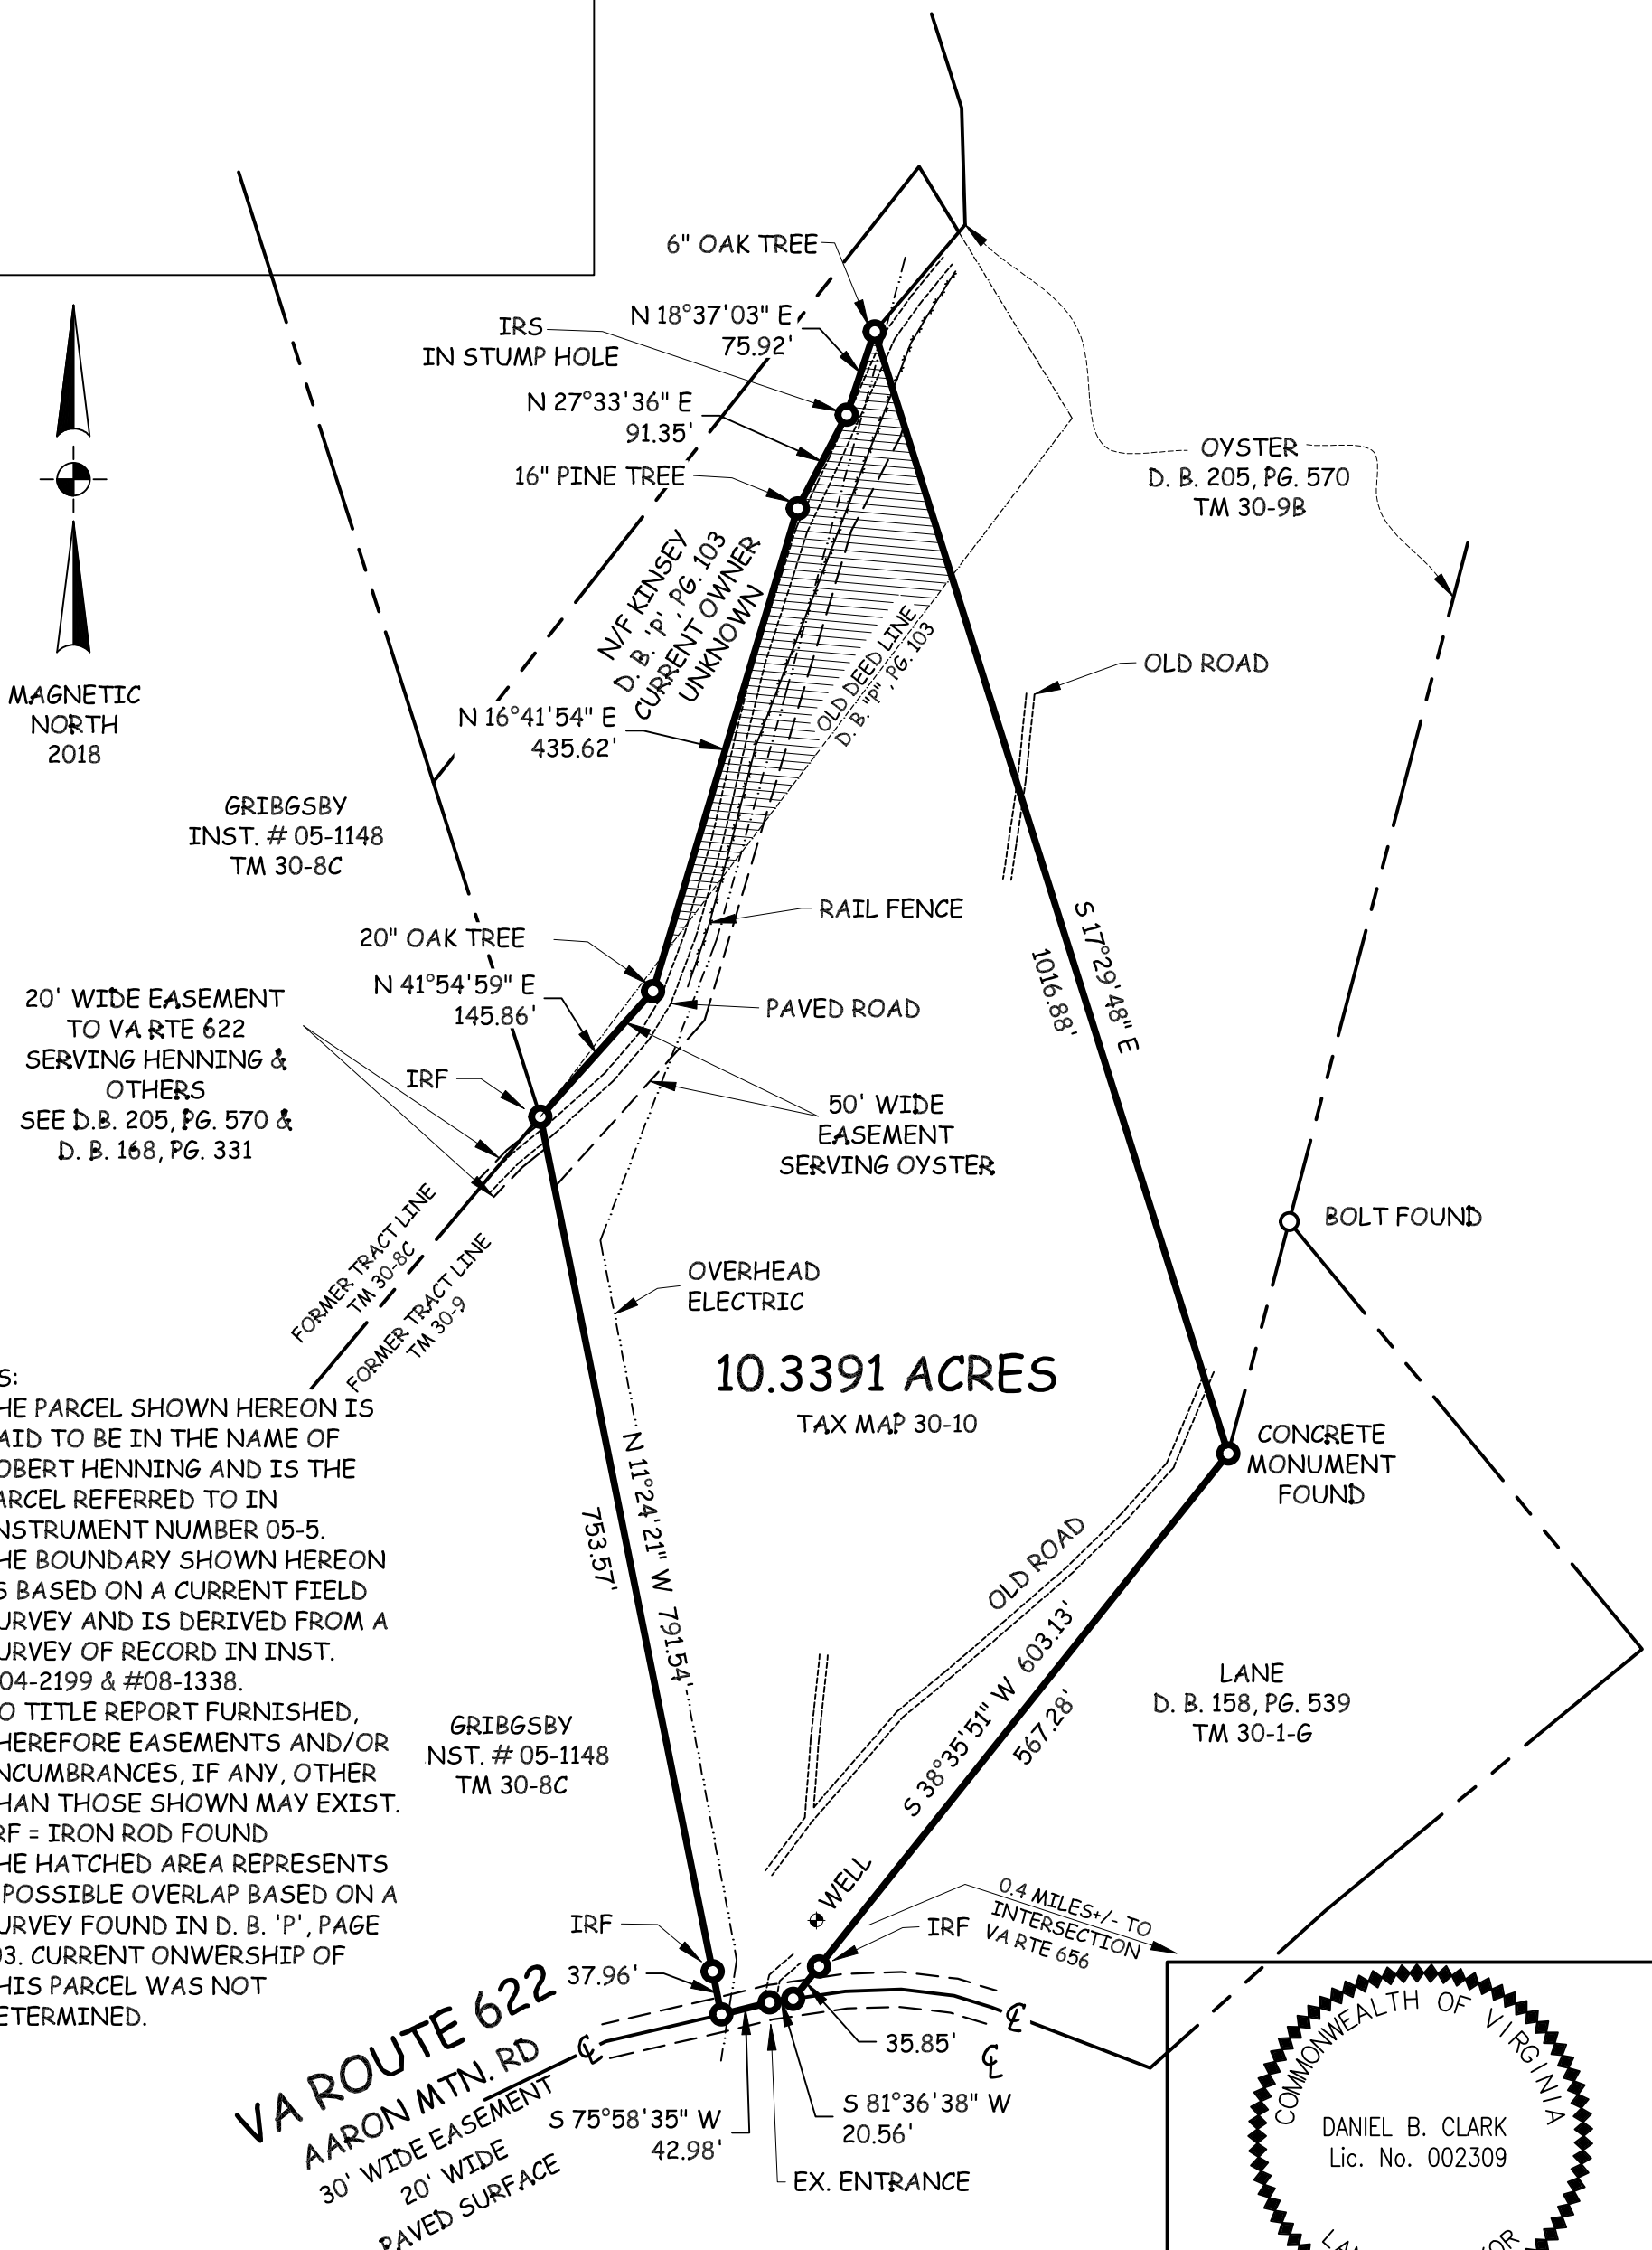 6" OAK TREE
N 18°37'03" E
75.92'
IRS
IN STUMP HOLE
N 27°33'36" E
91.35'
16" PINE TREE
OYSTER
D. B. 205, PG. 570
TM 30-9B
N/F KINSEY
D. B. 'P', PG. 103
CURRENT OWNER
UNKNOWN
OLD DEED LINE
D. B. "P", PG. 103
OLD ROAD
MAGNETIC
NORTH
2018
N 16°41'54" E
435.62'
GRIBGSBY
INST. # 05-1148
TM 30-8C
RAIL FENCE
20" OAK TREE
N 41°54'59" E
145.86'
PAVED ROAD
S 17°29'48" E
1016.88'
20' WIDE EASEMENT
TO VA RTE 622
SERVING HENNING &
OTHERS
SEE D.B. 205, PG. 570 &
D. B. 168, PG. 331
IRF
50' WIDE
EASEMENT
SERVING OYSTER
FORMER TRACT LINE
TM 30-8C
FORMER TRACT LINE
TM 30-9
BOLT FOUND
OVERHEAD
ELECTRIC
10.3391 ACRES
TAX MAP 30-10
CONCRETE
MONUMENT
FOUND
S:
HE PARCEL SHOWN HEREON IS
AID TO BE IN THE NAME OF
OBERT HENNING AND IS THE
ARCEL REFERRED TO IN
NSTRUMENT NUMBER 05-5.
HE BOUNDARY SHOWN HEREON
S BASED ON A CURRENT FIELD
URVEY AND IS DERIVED FROM A
URVEY OF RECORD IN INST.
04-2199 & #08-1338.
O TITLE REPORT FURNISHED,
HEREFORE EASEMENTS AND/OR
NCUMBRANCES, IF ANY, OTHER
HAN THOSE SHOWN MAY EXIST.
RF = IRON ROD FOUND
HE HATCHED AREA REPRESENTS
POSSIBLE OVERLAP BASED ON A
URVEY FOUND IN D. B. 'P', PAGE
03. CURRENT ONWERSHIP OF
HIS PARCEL WAS NOT
ETERMINED.
N 11°24'21" W 791.54'
753.57'
OLD ROAD
S 38°35'51" W 603.13'
567.28'
LANE
D. B. 158, PG. 539
TM 30-1-G
GRIBGSBY
NST. # 05-1148
TM 30-8C
WELL
IRF
IRF
0.4 MILES+/- TO
INTERSECTION
VA RTE 656
37.96'
35.85'
VA ROUTE 622
AARON MTN. RD
30' WIDE EASEMENT
20' WIDE
PAVED SURFACE
S 75°58'35" W
42.98'
S 81°36'38" W
20.56'
EX. ENTRANCE
COMMONWEALTH OF VIRGINIA
DANIEL B. CLARK
Lic. No. 002309